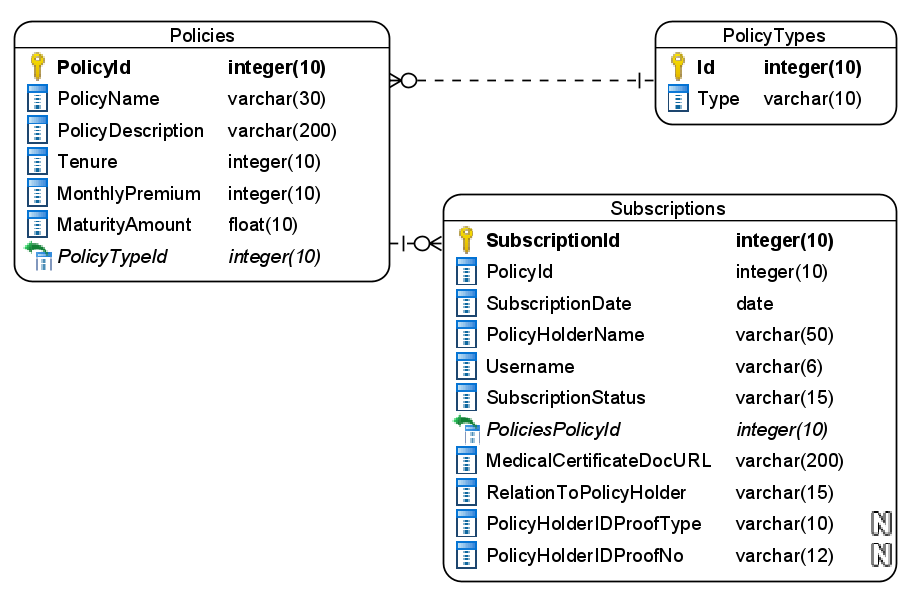 Policies
PolicyId integer(10)
PolicyName varchar(30)
PolicyDescription varchar(200)
Tenure integer(10)
MonthlyPremium integer(10)
MaturityAmount float(10)
PolicyTypeId integer(10)
PolicyTypes
Id integer(10)
Type varchar(10)
Subscriptions
SubscriptionId integer(10)
PolicyId integer(10)
SubscriptionDate date
PolicyHolderName varchar(50)
Username varchar(6)
SubscriptionStatus varchar(15)
PoliciesPolicyId integer(10)
MedicalCertificateDocURL varchar(200)
RelationToPolicyHolder varchar(15)
PolicyHolderIDProofType varchar(10) N
PolicyHolderIDProofNo varchar(12) N